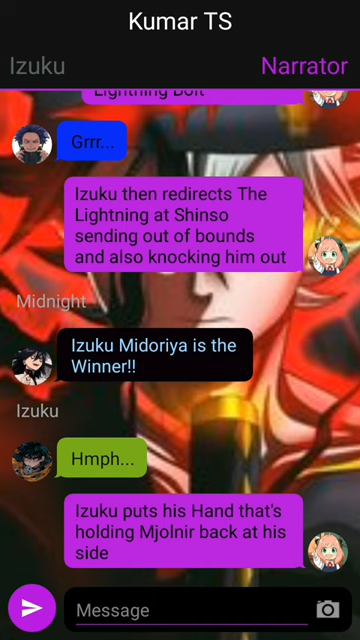 Kumar TS
Izuku
Narrator
Lightning Bolt
Grrr...
Izuku then redirects The
Lightning at Shinso
sending out of bounds
and also knocking him out
Midnight
Izuku Midoriya is the
Winner!!
Izuku
Hmph...
Izuku puts his Hand that's
holding Mjolnir back at his
side
Message